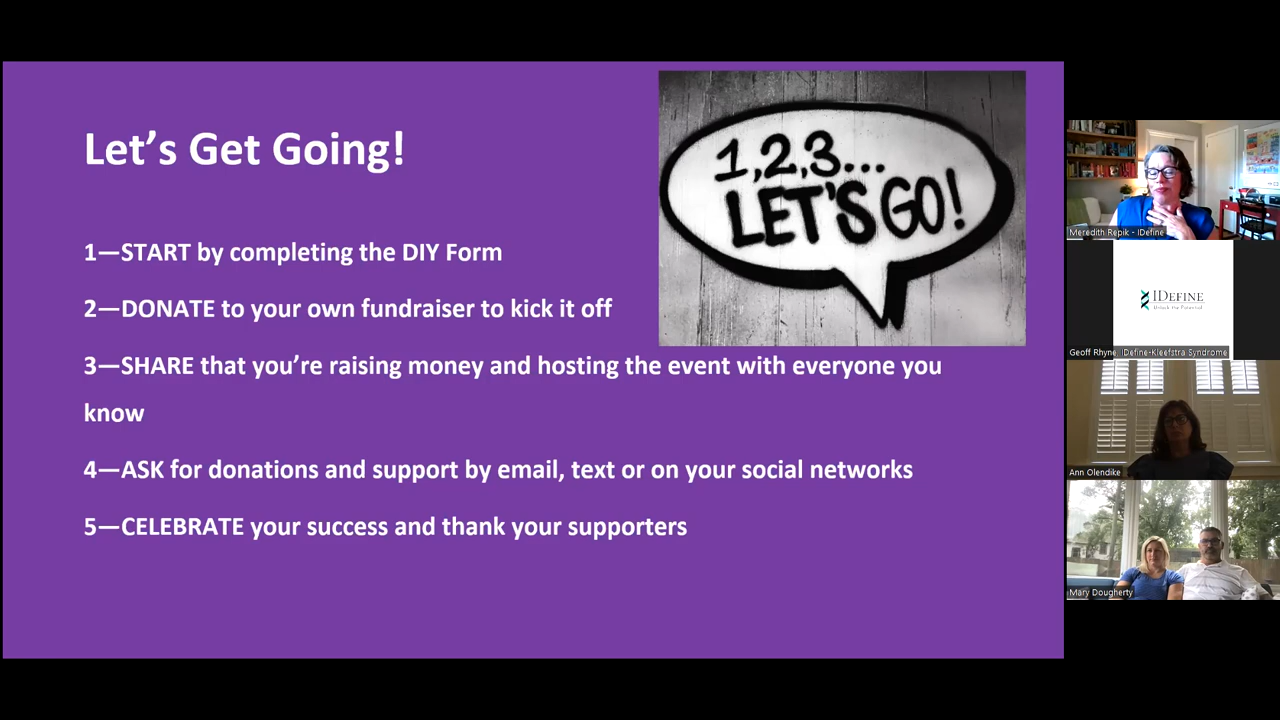 Let’s Get Going!
1,2,3...
LET'S GO!
1—START by completing the DIY Form
2—DONATE to your own fundraiser to kick it off
3—SHARE that you’re raising money and hosting the event with everyone you
know
4—ASK for donations and support by email, text or on your social networks
5—CELEBRATE your success and thank your supporters
Meredith Repik - IDefine
IDEFINE
Unlock the Potential
Geoff Rhyne. IDefine-Kleefstra Syndrome
Ann Olendike
Mary Dougherty